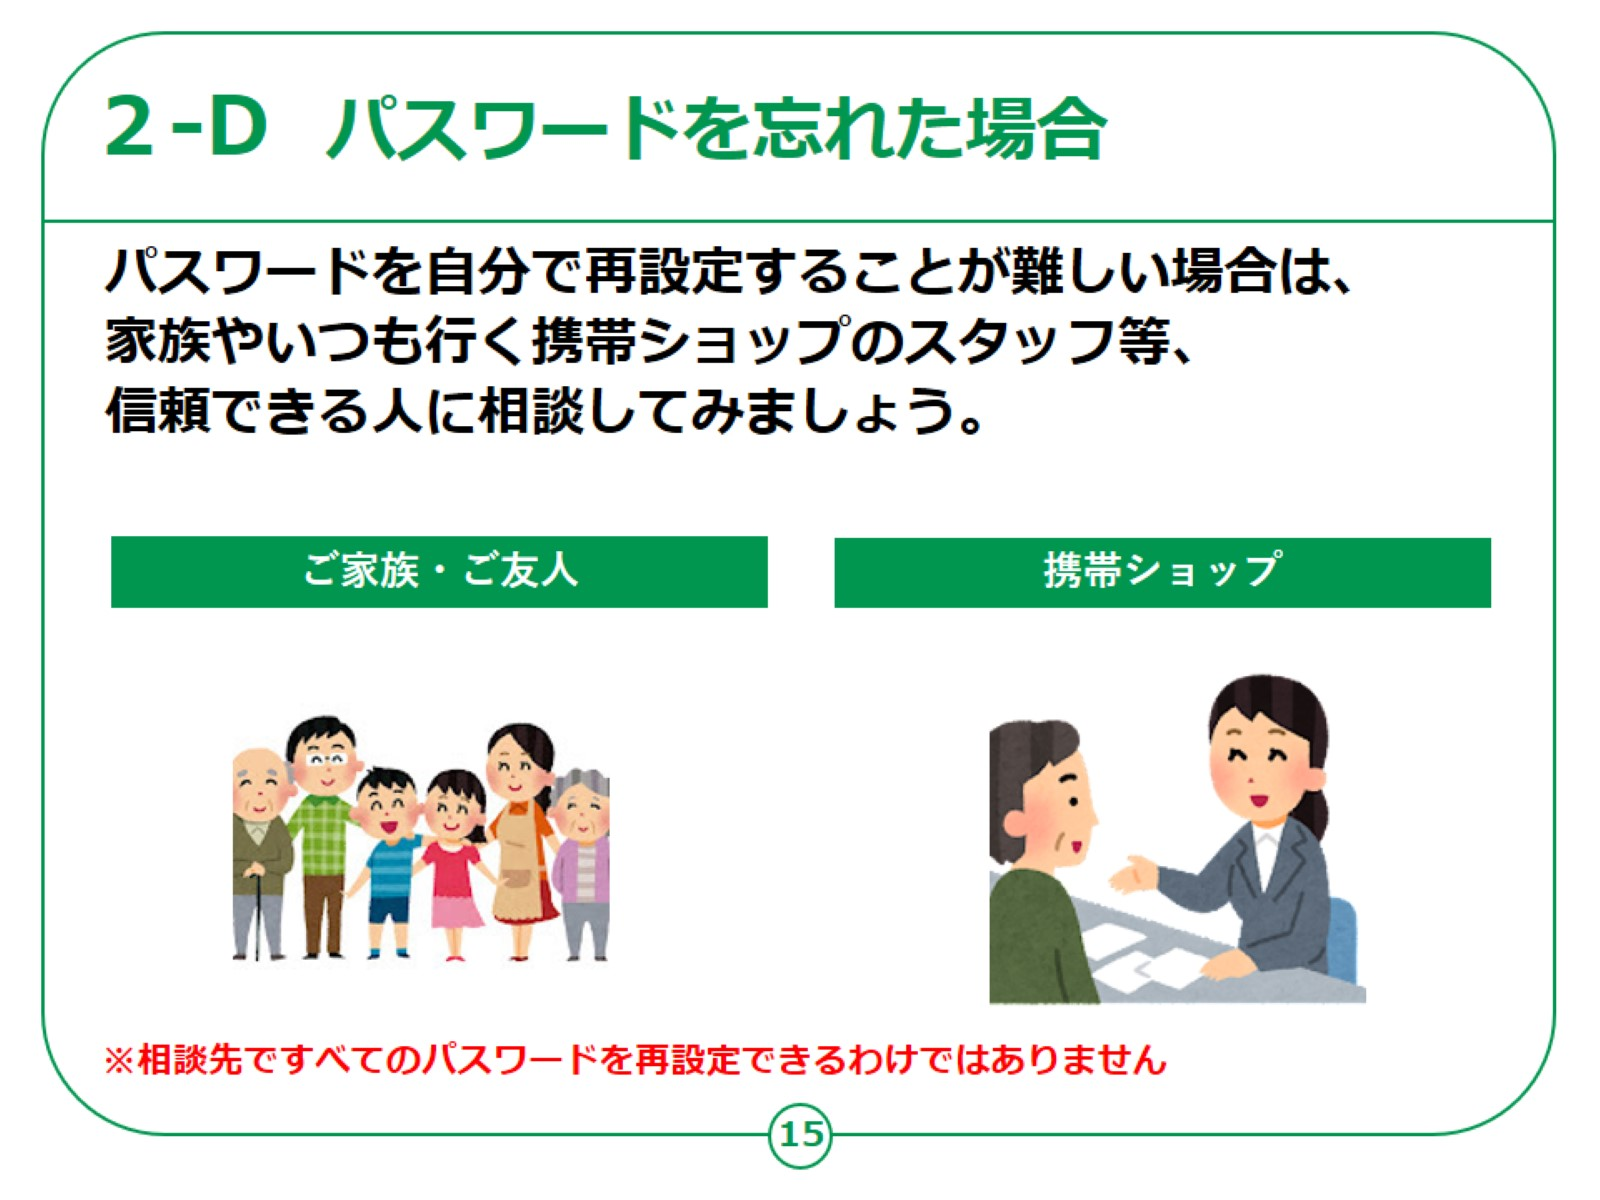 ２-D パスワードを忘れた場合
パスワードを自分で再設定することが難しい場合は、
家族やいつも行く携帯ショップのスタッフ等、
信頼できる人に相談してみましょう。
ご家族・ご友人
携帯ショップ
※相談先ですべてのパスワードを再設定できるわけではありません
15